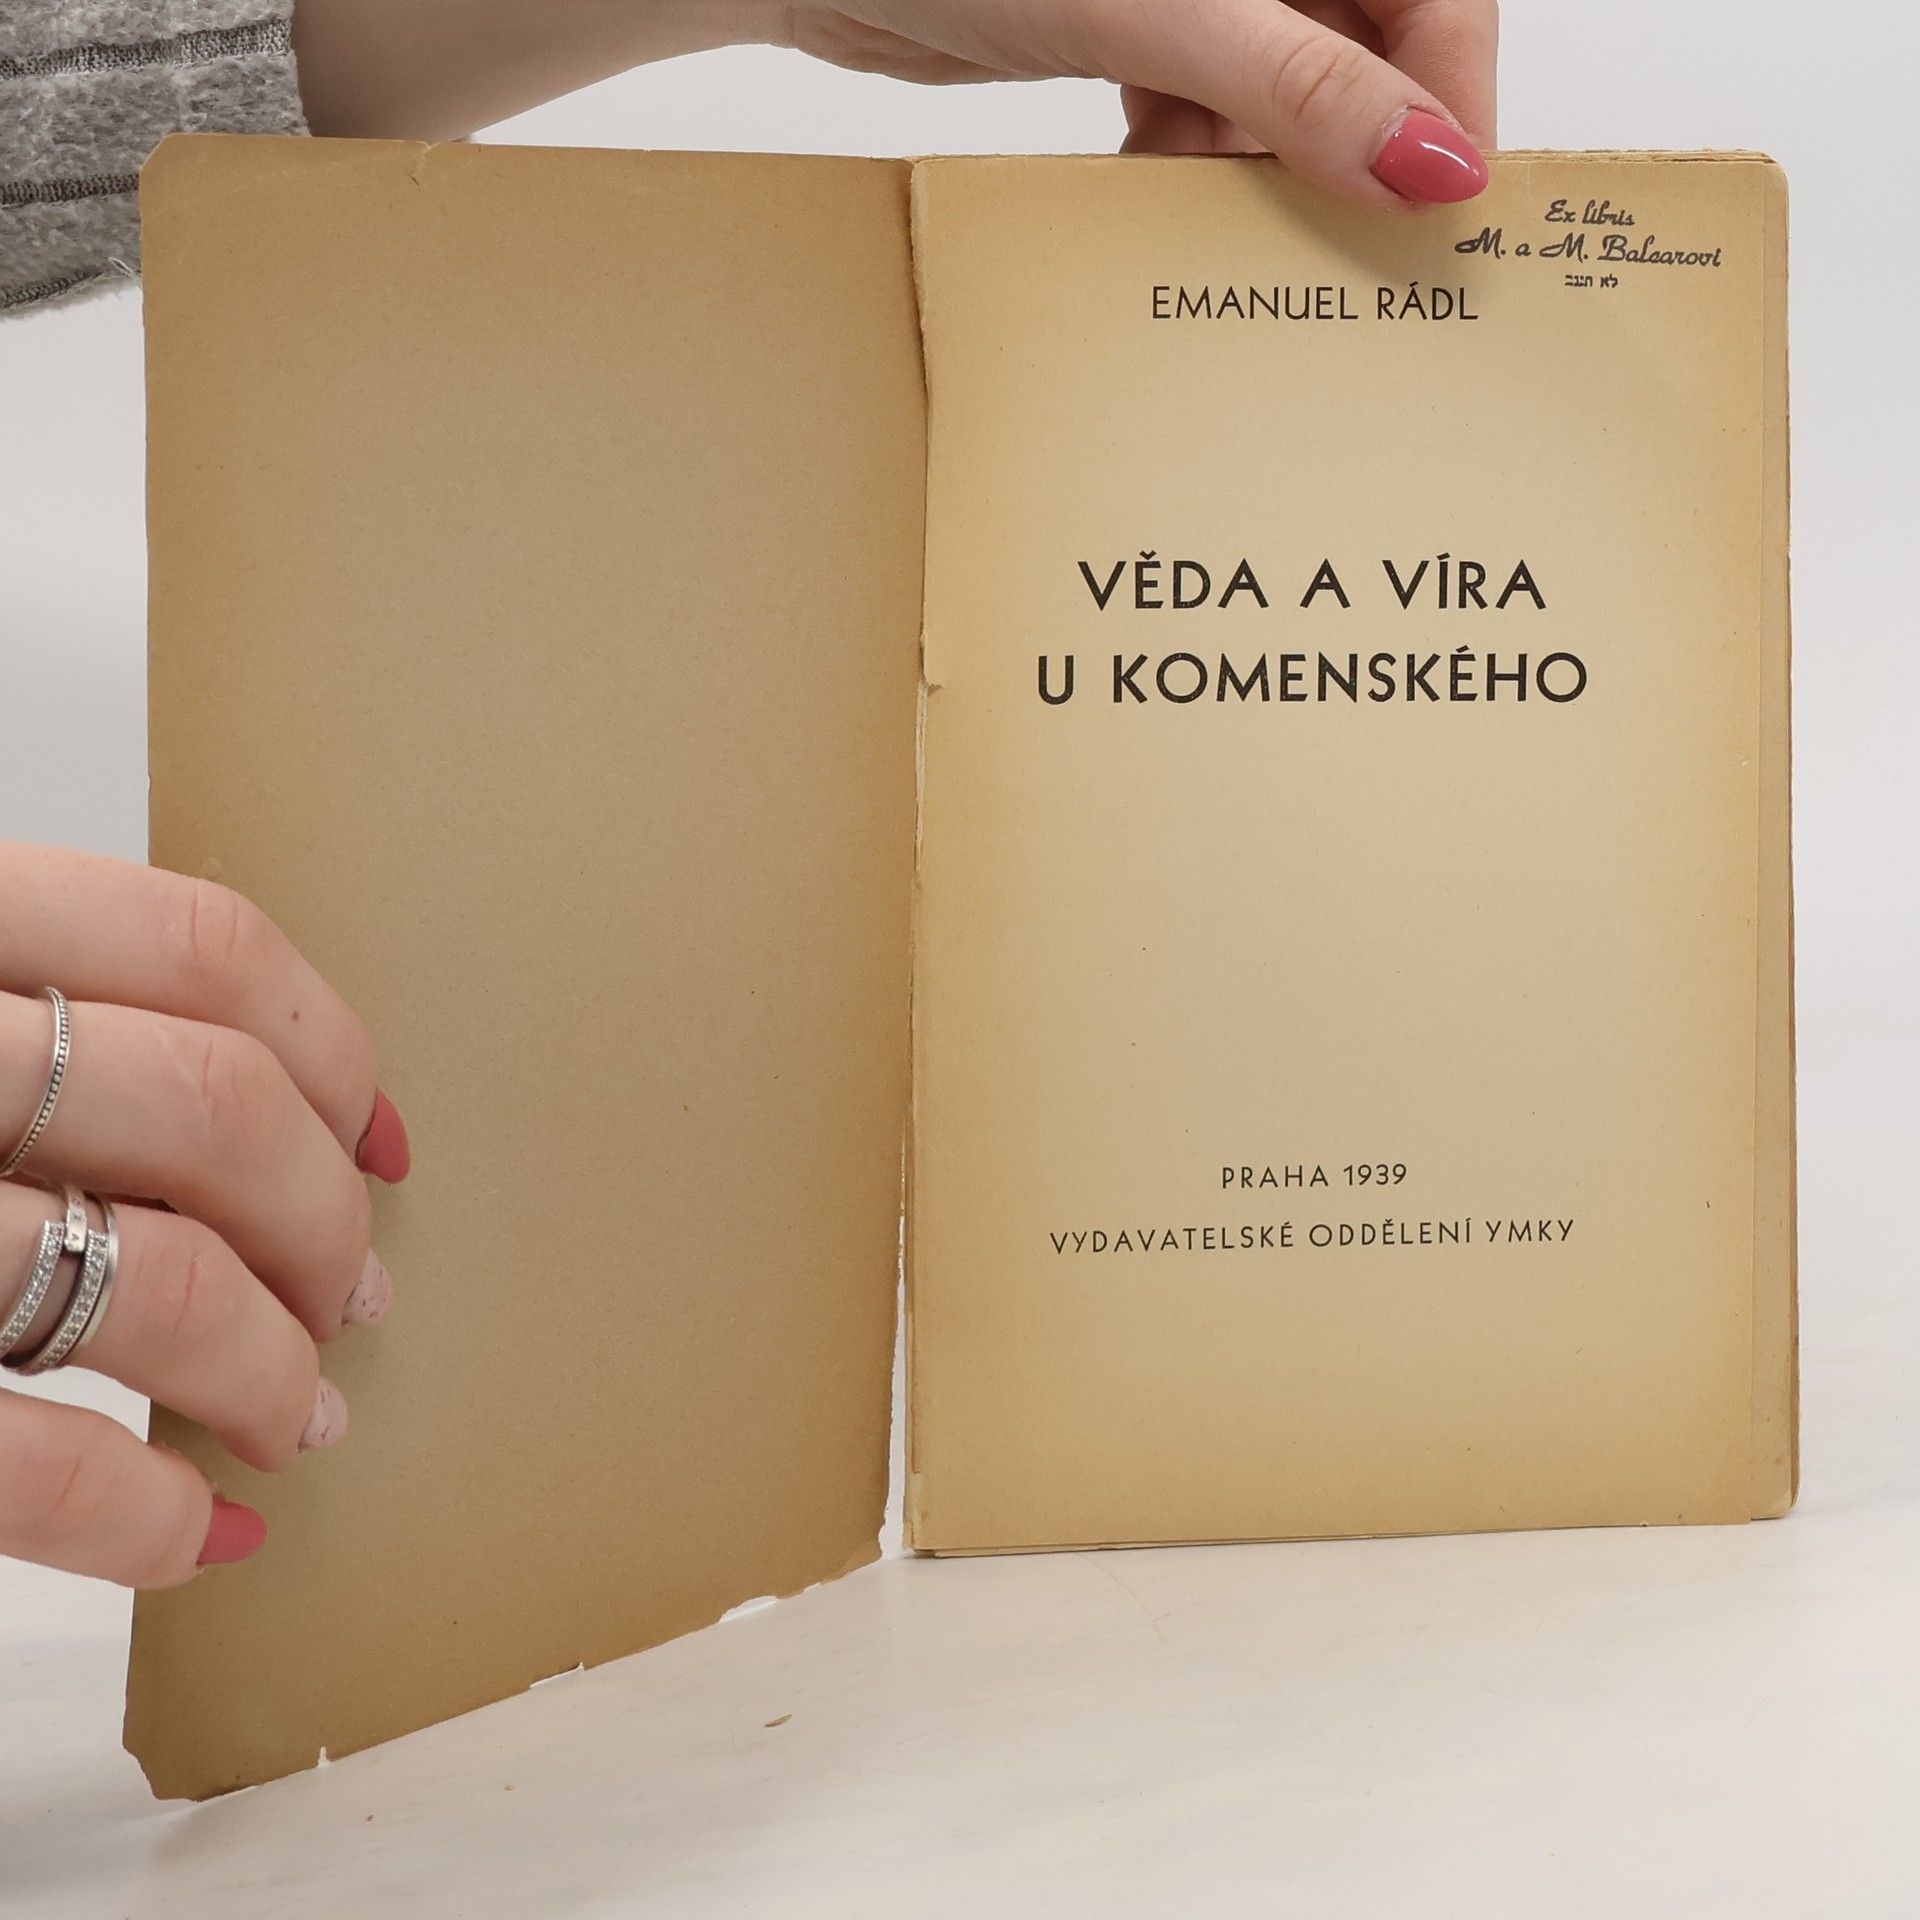 Ex libris
M. a M. Balcarovi
לא תגנב
EMANUEL RÁDL
VĚDA A VÍRA
U KOMENSKÉHO
PRAHA 1939
VYDAVATELSKÉ ODDĚLENÍ YMKY